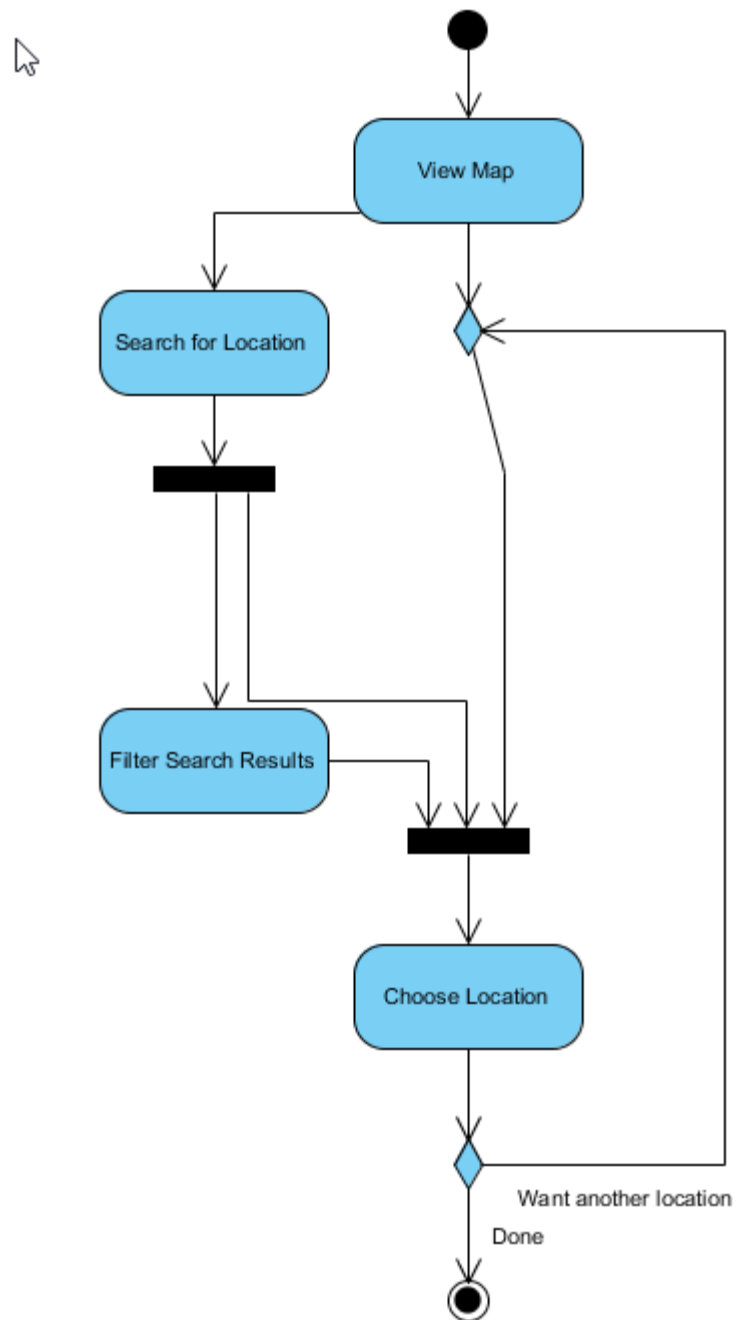 View Map
Search for Location
Filter Search Results
Choose Location
Want another location
Done